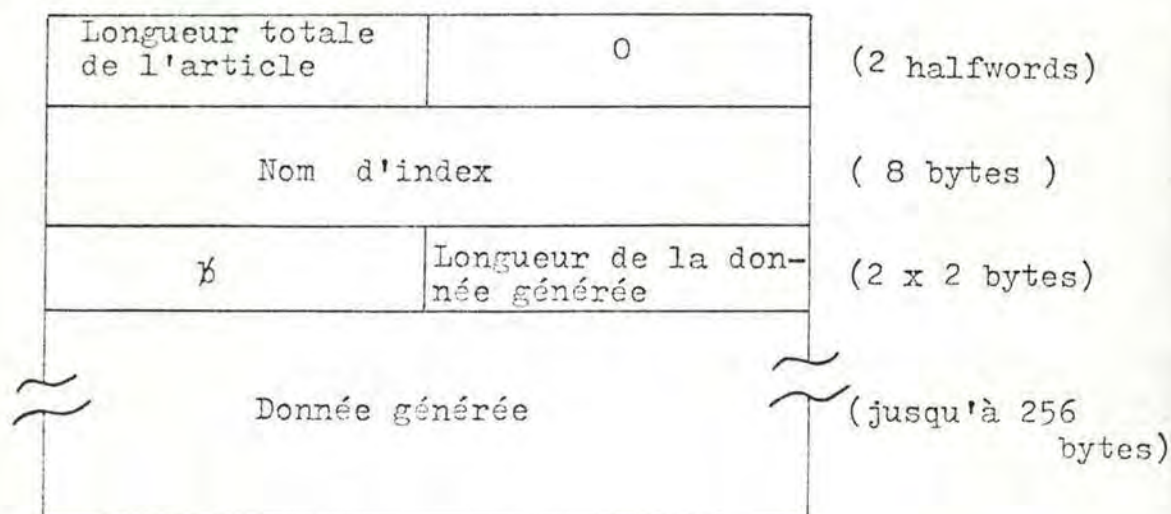 Longueur totale
de l'article
0
(2 halfwords)
Nom d'index
( 8 bytes )
ɓ
Longueur de la don-
née générée
(2 x 2 bytes)
Donnée générée
(jusqu'à 256
bytes)